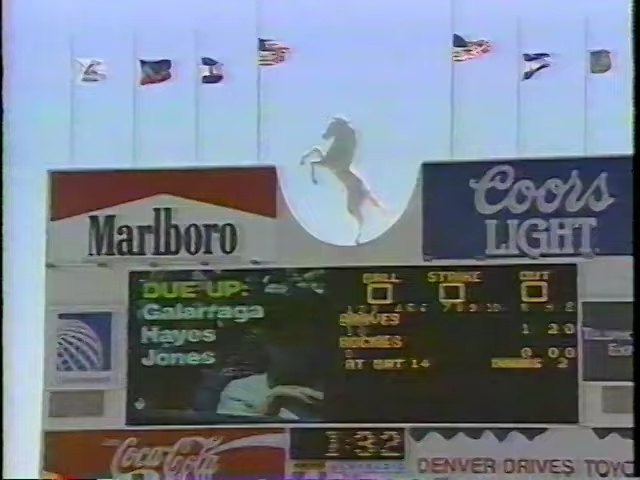 Marlboro
Coors
LIGHT
DUE UP:
Galarraga
Hayes
Jones
BALL STRIKE OUT
BRAVES 1 2 0
ROCKIES 0 0 0
AT BAT 14 INNING 2
Coca-Cola
1:32
DENVER DRIVES TOYO